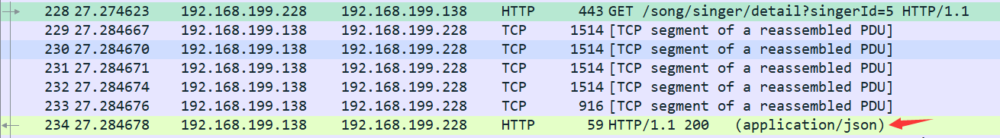 228 27.274623 192.168.199.228 192.168.199.138 HTTP 443 GET /song/singer/detail?singerId=5 HTTP/1.1
229 27.284667 192.168.199.138 192.168.199.228 TCP 1514 [TCP segment of a reassembled PDU]
230 27.284670 192.168.199.138 192.168.199.228 TCP 1514 [TCP segment of a reassembled PDU]
231 27.284671 192.168.199.138 192.168.199.228 TCP 1514 [TCP segment of a reassembled PDU]
232 27.284674 192.168.199.138 192.168.199.228 TCP 1514 [TCP segment of a reassembled PDU]
233 27.284676 192.168.199.138 192.168.199.228 TCP 916 [TCP segment of a reassembled PDU]
234 27.284678 192.168.199.138 192.168.199.228 HTTP 59 HTTP/1.1 200 (application/json)